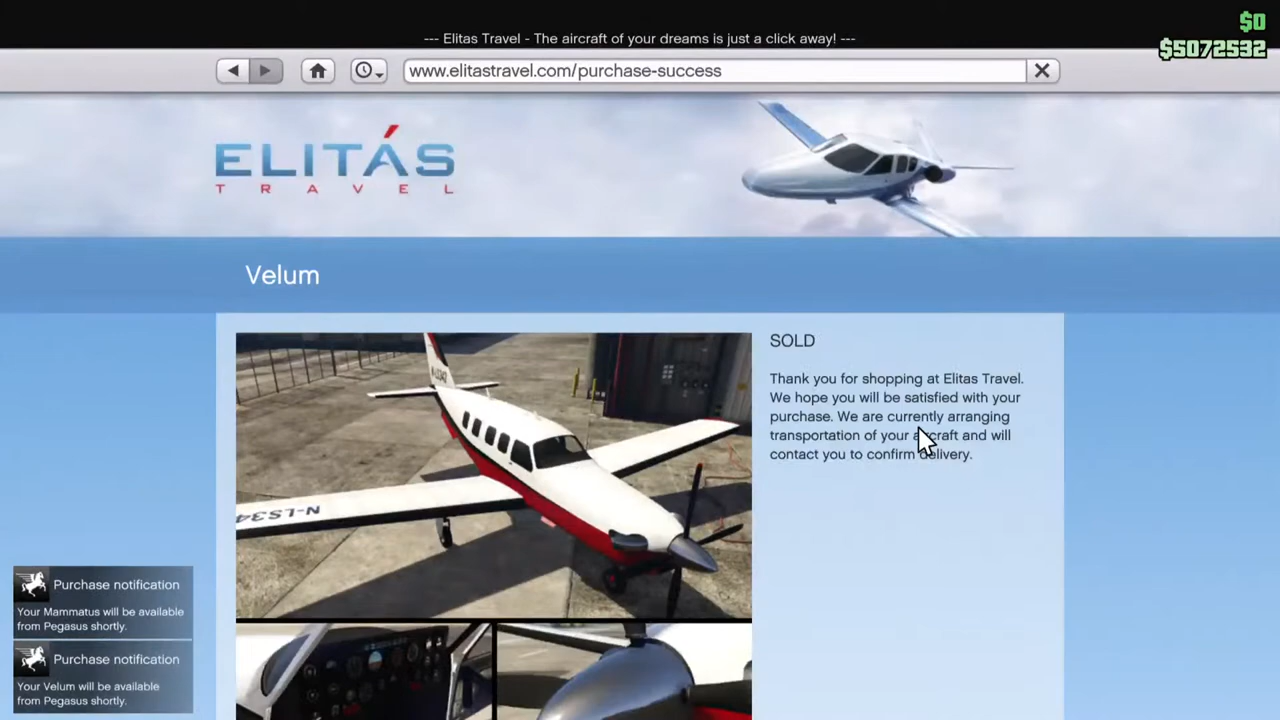 $0
--- Elitas Travel - The aircraft of your dreams is just a click away! ---
$5072532
www.elitastravel.com/purchase-success
ELITÁS
TRAVEL
Velum
SOLD
Thank you for shopping at Elitas Travel.
We hope you will be satisfied with your
purchase. We are currently arranging
transportation of your aircraft and will
contact you to confirm delivery.
N-LS34
Purchase notification
Your Mammatus will be available
from Pegasus shortly.
Purchase notification
Your Velum will be available
from Pegasus shortly.